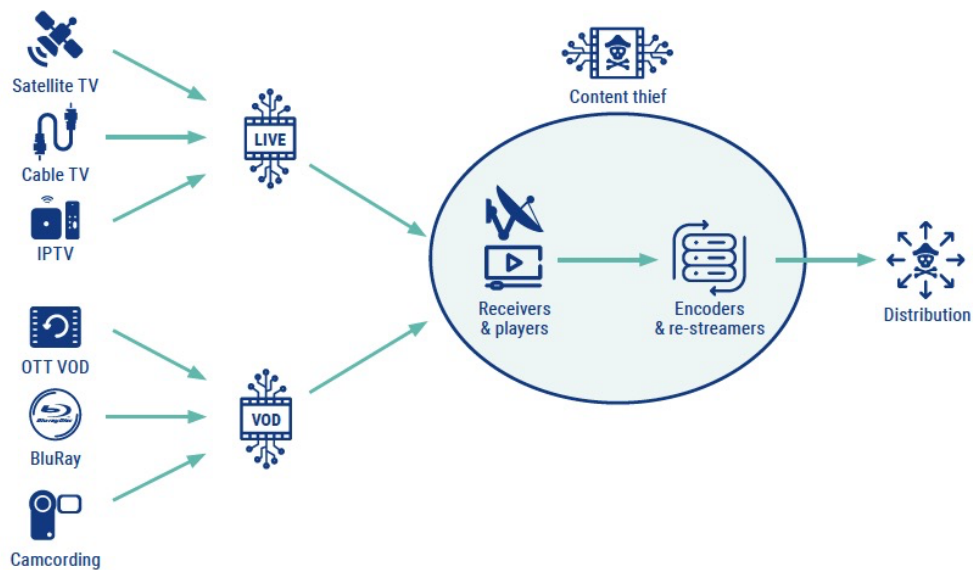 Satellite TV
Cable TV
IPTV
LIVE
OTT VOD
BluRay
Camcording
VOD
Content thief
Receivers
& players
Encoders
& re-streamers
Distribution